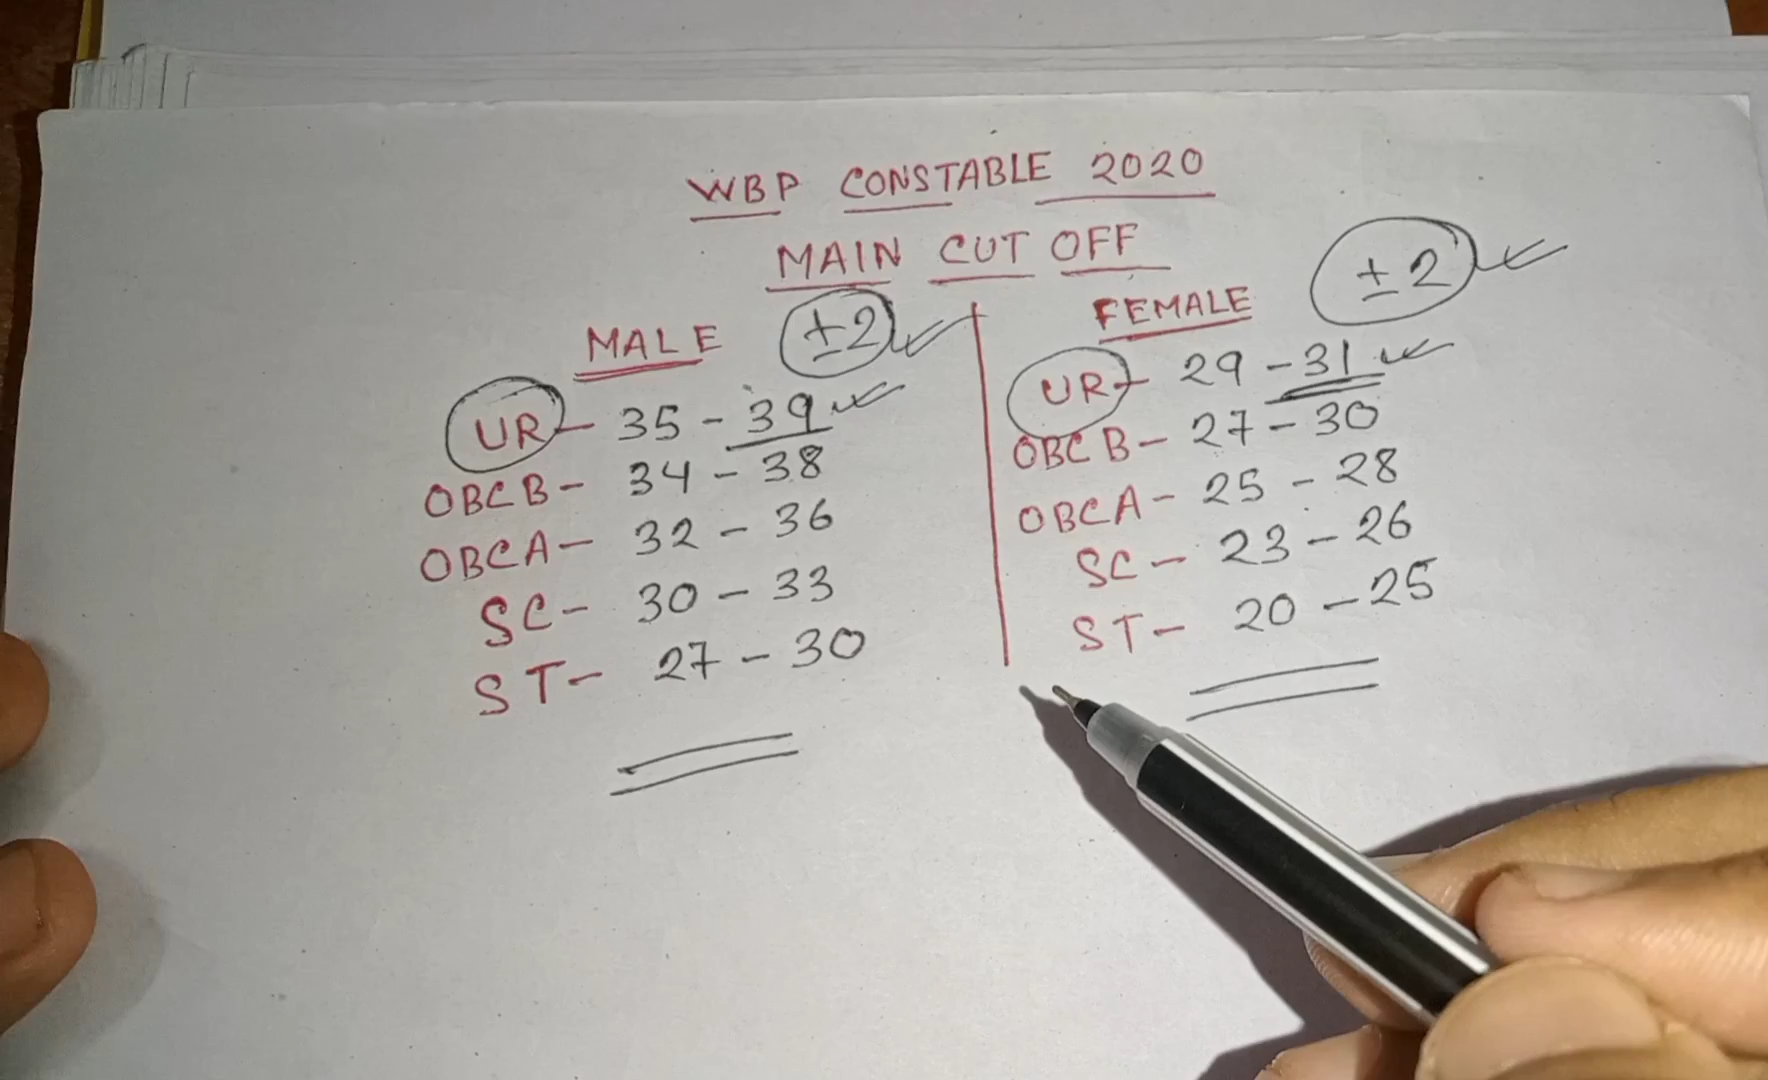 WBP CONSTABLE 2020
MAIN CUT OFF
MALE ±2
UR - 35 - 39
OBCB - 34 - 38
OBCA - 32 - 36
SC - 30 - 33
ST - 27 - 30
FEMALE ±2
UR - 29 - 31
OBCB - 27 - 30
OBCA - 25 - 28
SC - 23 - 26
ST - 20 - 25